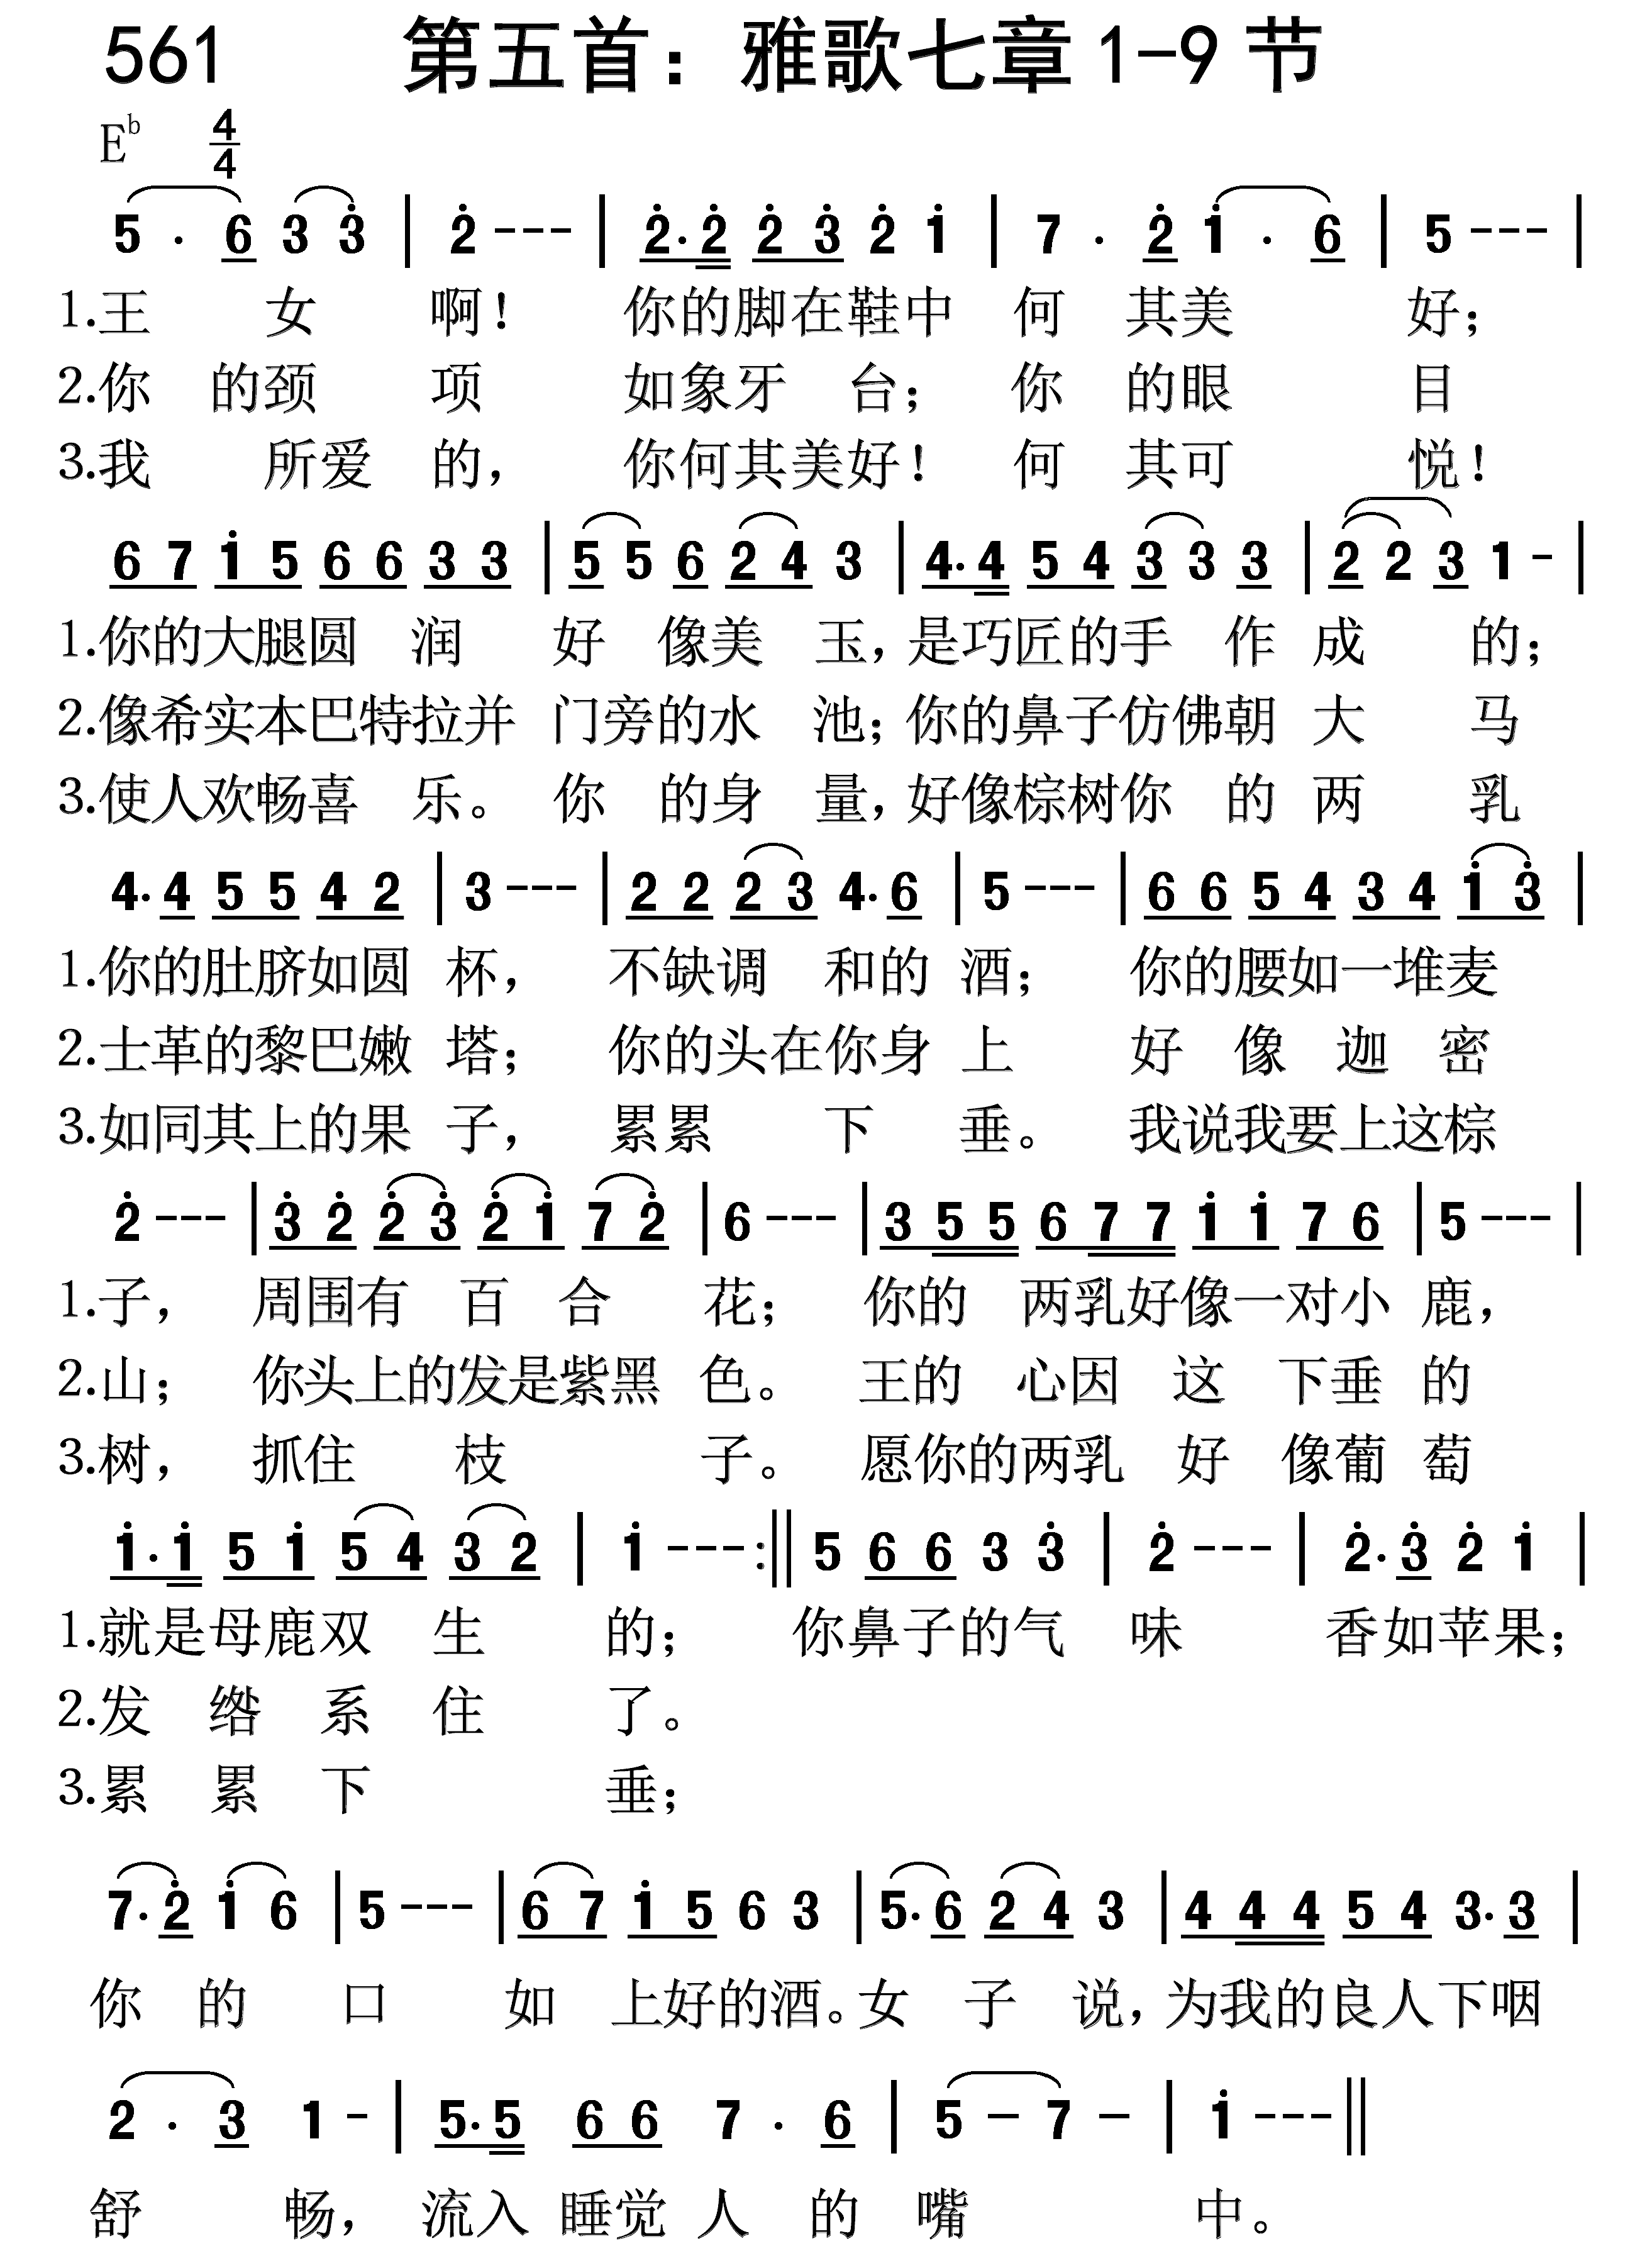 561 第五首：雅歌七章1-9节
E♭ 4/4
5 · 6 3 3̇ | 2̇ --- | 2̇· 2̇ 2̇ 3̇ 2̇ 1̇ | 7 · 2̇ 1̇ · 6 | 5 --- |
1.王 女 啊！ 你的脚在鞋中 何 其美 好；
2.你 的颈 项 如象牙 台； 你 的眼 目
3.我 所爱 的， 你何其美好！ 何 其可 悦！
6 7 1̇ 5 6 6 3 3 | 5 5 6 2 4 3 | 4· 4 5 4 3 3 3 | 2 2 3 1 - |
1.你的大腿圆 润 好 像美 玉，是巧匠的手 作 成 的；
2.像希实本巴特拉并 门旁的水 池；你的鼻子仿佛朝 大 马
3.使人欢畅喜 乐。 你 的身 量，好像棕树你 的 两 乳
4· 4 5 5 4 2 | 3 --- | 2 2 2 3 4· 6 | 5 --- | 6 6 5 4 3 4 1̇ 3̇ |
1.你的肚脐如圆 杯， 不缺调 和的 酒； 你的腰如一堆麦
2.士革的黎巴嫩 塔； 你的头在你身 上 好 像 迦 密
3.如同其上的果 子， 累累 下 垂。 我说我要上这棕
2̇ --- | 3̇ 2̇ 2̇ 3̇ 2̇ 1̇ 7 2̇ | 6 --- | 3 5 5 6 7 7 1̇ 1̇ 7 6 | 5 --- |
1.子， 周围有 百 合 花； 你的 两乳好像一对小 鹿，
2.山； 你头上的发是紫黑 色。 王的 心因 这 下垂 的
3.树， 抓住 枝 子。 愿你的两乳 好 像葡 萄
1̇· 1̇ 5 1̇ 5 4 3 2 | 1̇ ---:‖ 5 6 6 3 3̇ | 2̇ --- | 2̇· 3̇ 2̇ 1̇ |
1.就是母鹿双 生 的； 你鼻子的气 味 香如苹果；
2.发 绺 系 住 了。
3.累 累 下 垂；
7· 2̇ 1̇ 6 | 5 --- | 6 7 1̇ 5 6 3 | 5· 6 2 4 3 | 4 4 4 5 4 3· 3 |
你 的 口 如 上好的酒。女 子 说，为我的良人下咽
2 · 3 1 - | 5· 5 6 6 7 · 6 | 5 — 7 — | 1̇ --- ‖
舒 畅， 流入 睡觉 人 的 嘴 中。